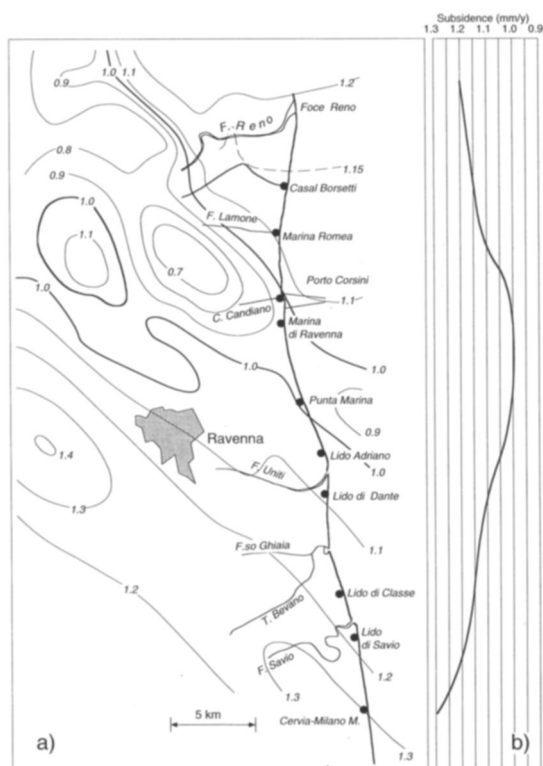 Subsidence (mm/y)
1.3 1.2 1.1 1.0 0.9
1.0
1.1
1.2
0.9
Foce Reno
F. Reno
0.8
1.15
0.9
Casal Borsetti
1.0
F. Lamone
1.1
Marina Romea
0.7
Porto Corsini
1.0
1.1
C. Candiano
Marina
di Ravenna
1.0
1.0
Punta Marina
0.9
Ravenna
1.4
Lido Adriano
1.0
F. Uniti
Lido di Dante
1.3
1.1
F.so Ghiaia
1.2
Lido di Classe
T. Bevano
Lido
di Savio
F. Savio
1.2
1.3
5 km
Cervia-Milano M.
1.3
a)
b)